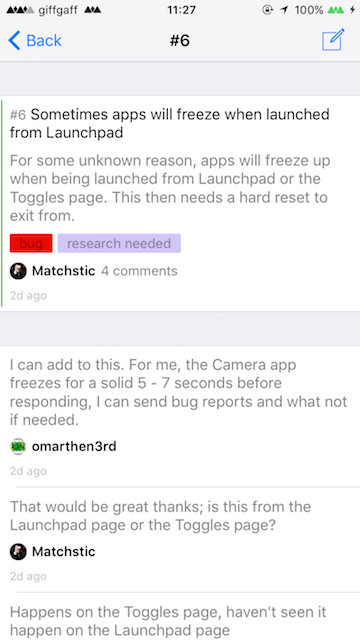 giffgaff 11:27 100%
Back #6
#6 Sometimes apps will freeze when launched
from Launchpad
For some unknown reason, apps will freeze up
when being launched from Launchpad or the
Toggles page. This then needs a hard reset to
exit from.
bug research needed
Matchstic 4 comments
2d ago
I can add to this. For me, the Camera app
freezes for a solid 5 - 7 seconds before
responding, I can send bug reports and what not
if needed.
omarthen3rd
2d ago
That would be great thanks; is this from the
Launchpad page or the Toggles page?
Matchstic
2d ago
Happens on the Toggles page, haven't seen it
happen on the Launchpad page